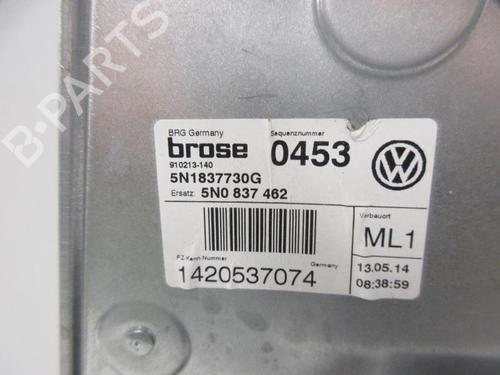 B-PARTS
BRG Germany
Sequenznummer
brose
0453
910213-140
5N1837730G
Ersatz: 5N0 837 462
Verbauort
ML1
FZ-Kenn-Nummer
Germany
1420537074
13.05.14
08:38:59